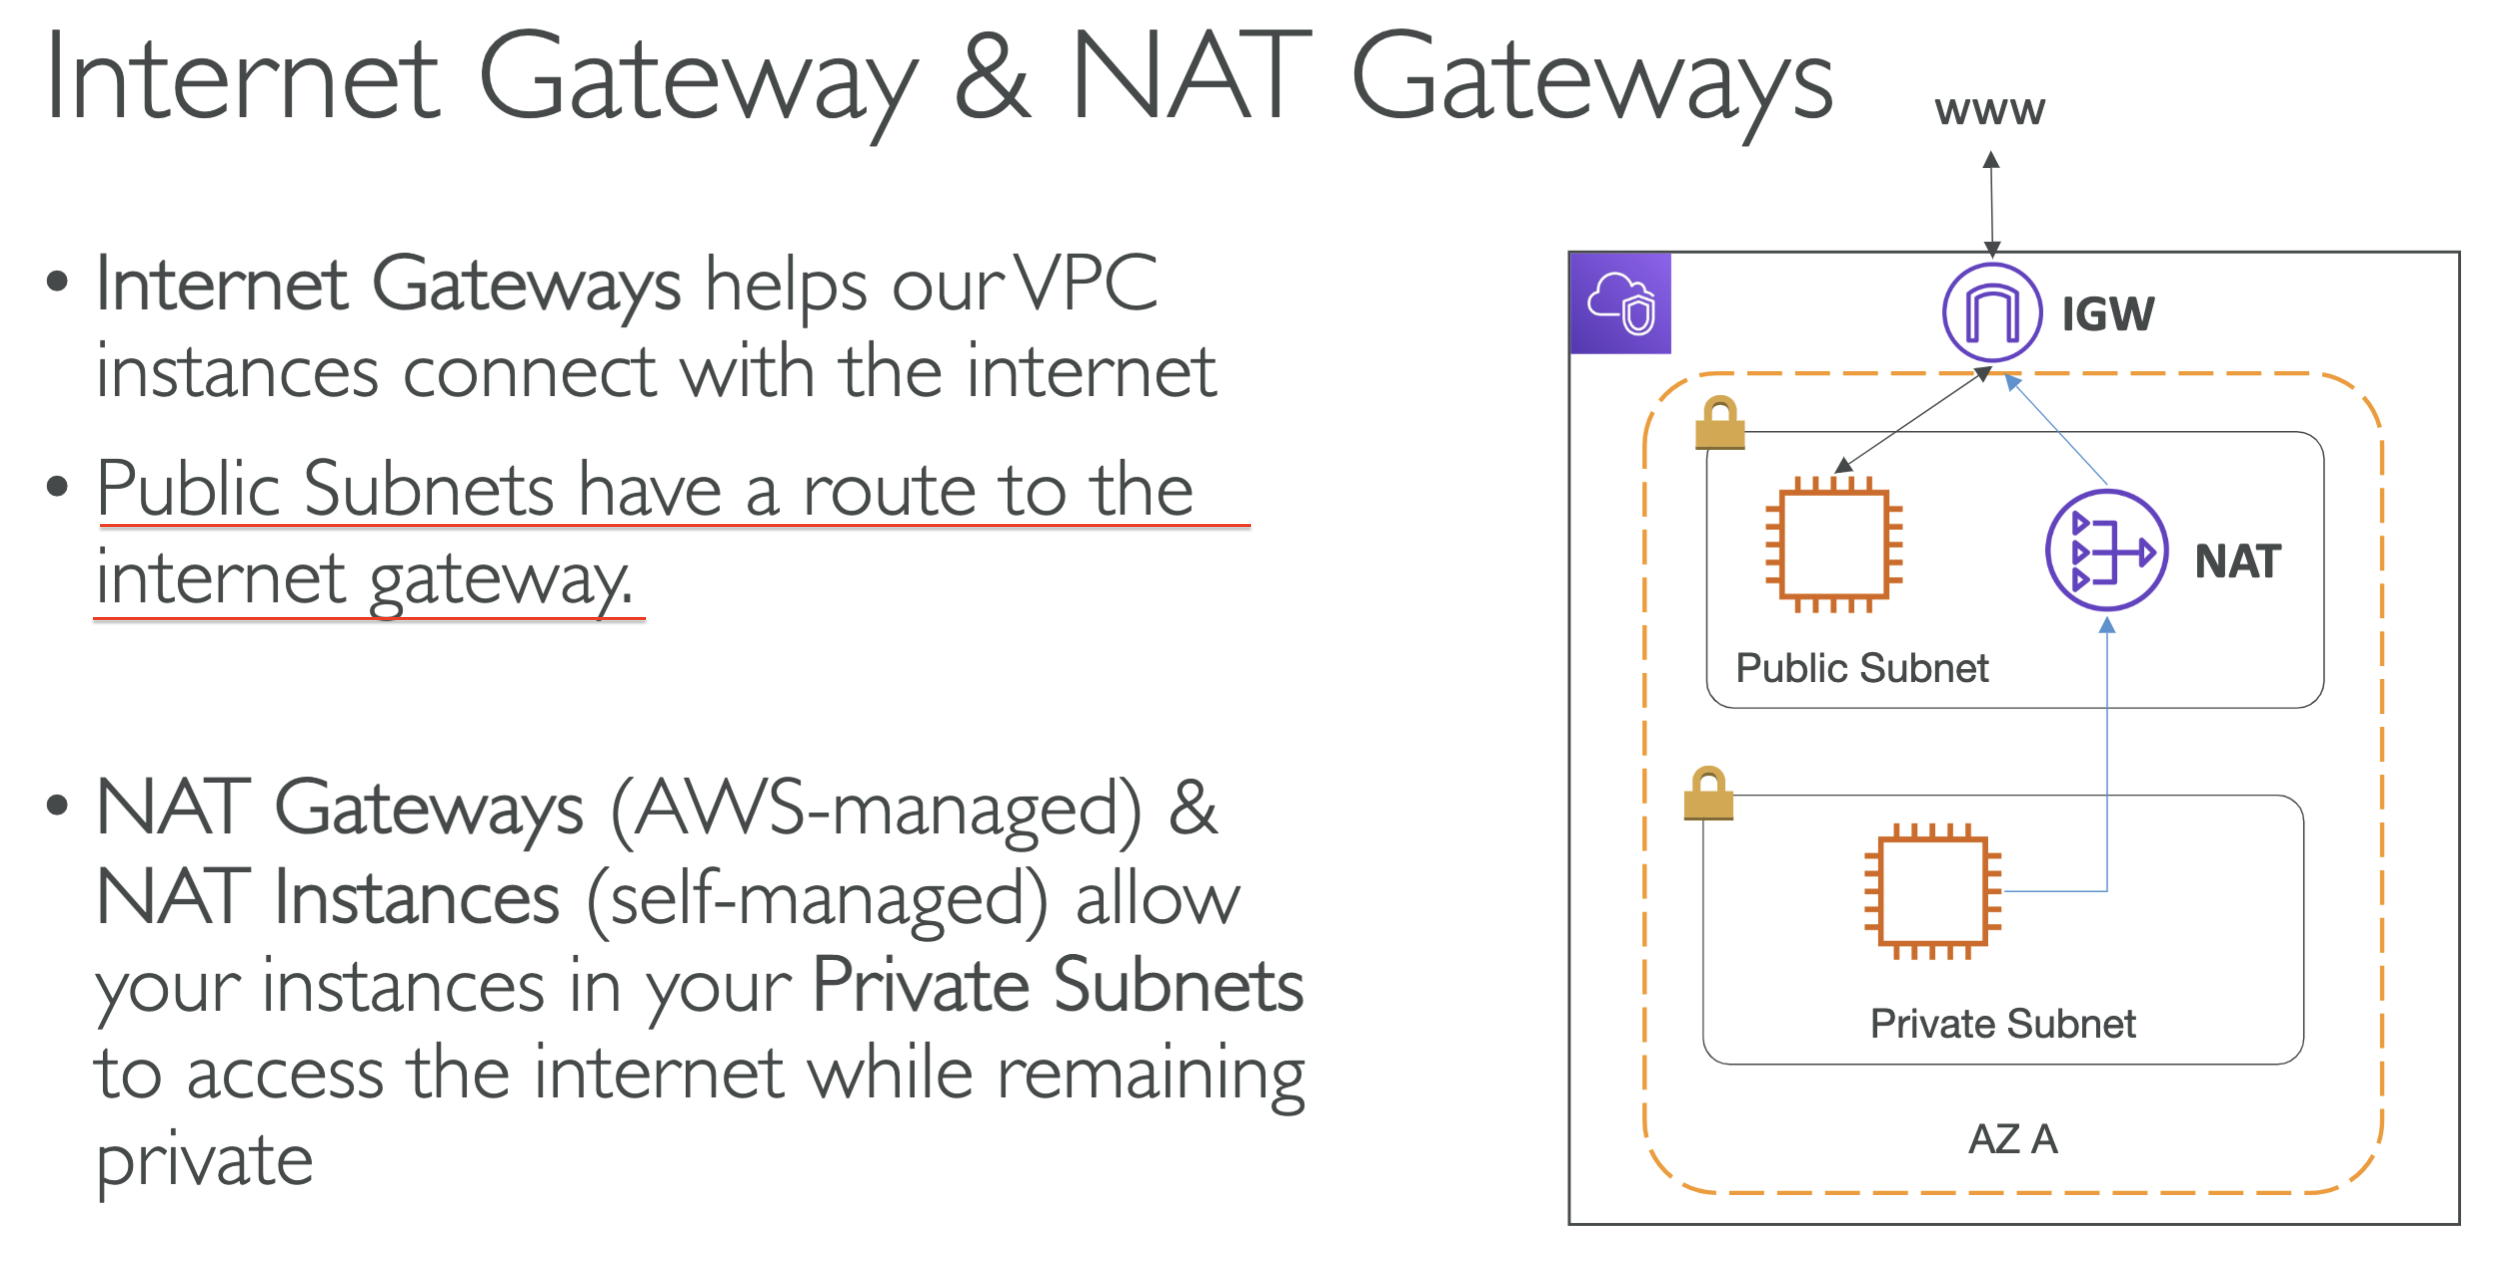 Internet Gateway & NAT Gateways
• Internet Gateways helps our VPC
instances connect with the internet
• Public Subnets have a route to the
internet gateway.
• NAT Gateways (AWS-managed) &
NAT Instances (self-managed) allow
your instances in your Private Subnets
to access the internet while remaining
private
www
IGW
NAT
Public Subnet
Private Subnet
AZ A